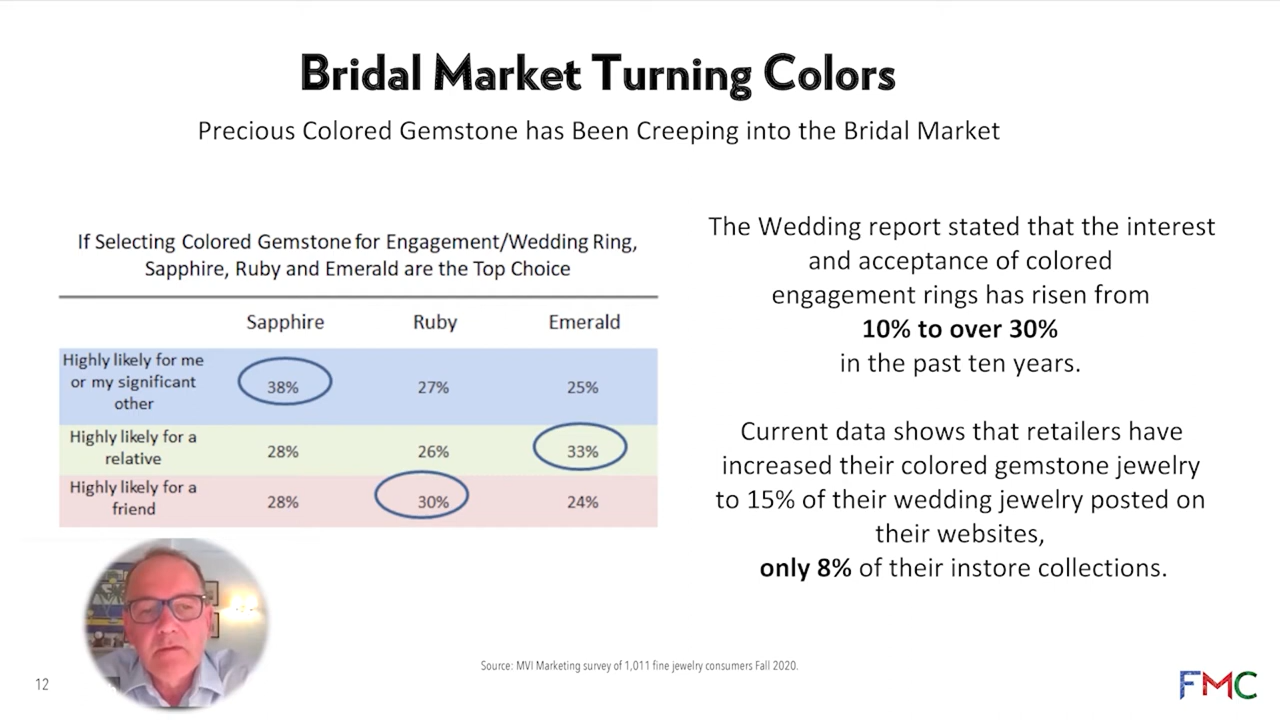 Bridal Market Turning Colors
Precious Colored Gemstone has Been Creeping into the Bridal Market
If Selecting Colored Gemstone for Engagement/Wedding Ring,
Sapphire, Ruby and Emerald are the Top Choice
Sapphire Ruby Emerald
Highly likely for me
or my significant
other
38% 27% 25%
Highly likely for a
relative
28% 26% 33%
Highly likely for a
friend
28% 30% 24%
The Wedding report stated that the interest
and acceptance of colored
engagement rings has risen from
10% to over 30%
in the past ten years.
Current data shows that retailers have
increased their colored gemstone jewelry
to 15% of their wedding jewelry posted on
their websites,
only 8% of their instore collections.
Source: MVI Marketing survey of 1,011 fine jewelry consumers Fall 2020.
12
FMC